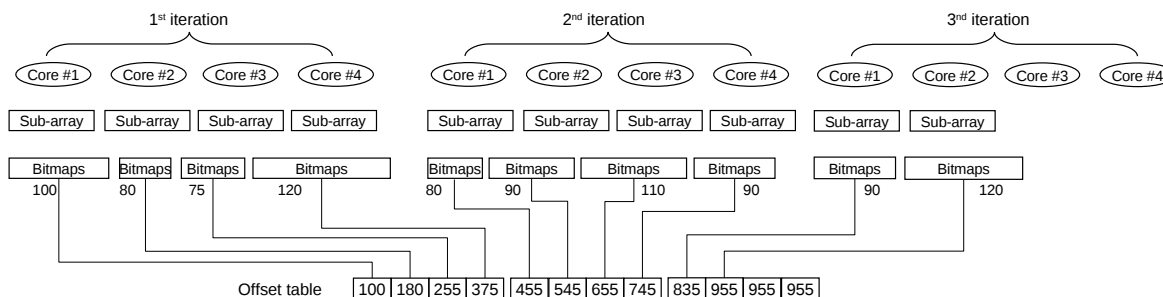 1st iteration 2nd iteration 3nd iteration
Core #1 Core #2 Core #3 Core #4 Core #1 Core #2 Core #3 Core #4 Core #1 Core #2 Core #3 Core #4
Sub-array Sub-array Sub-array Sub-array Sub-array Sub-array Sub-array Sub-array Sub-array Sub-array
Bitmaps Bitmaps Bitmaps Bitmaps Bitmaps Bitmaps Bitmaps Bitmaps Bitmaps Bitmaps
100 80 75 120 80 90 110 90 90 120
Offset table 100 180 255 375 455 545 655 745 835 955 955 955